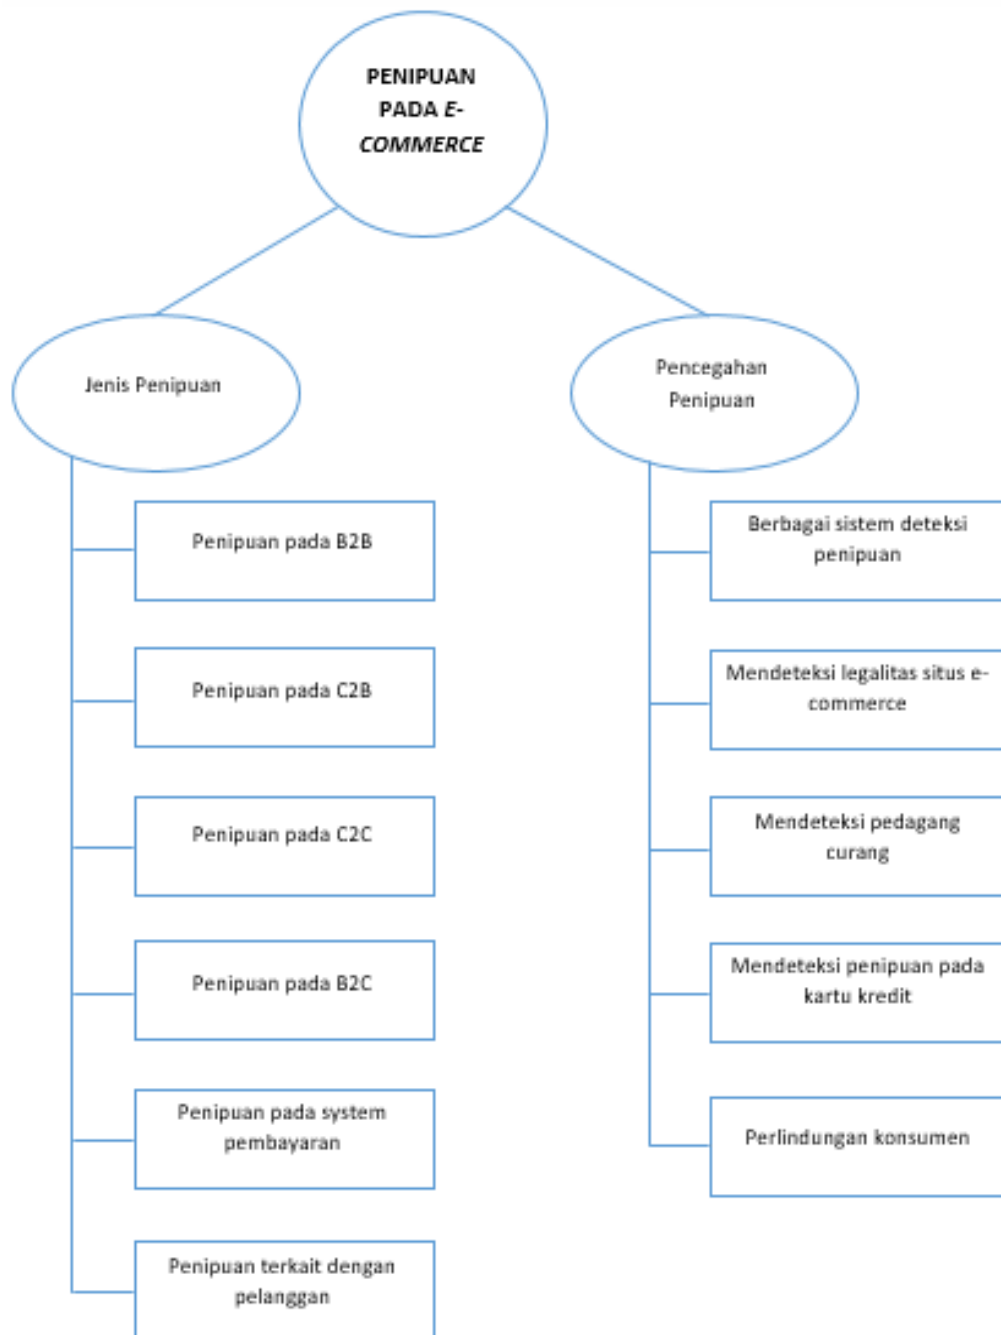 PENIPUAN
PADA E-
COMMERCE
Jenis Penipuan
Penipuan pada B2B
Penipuan pada C2B
Penipuan pada C2C
Penipuan pada B2C
Penipuan pada system
pembayaran
Penipuan terkait dengan
pelanggan
Pencegahan
Penipuan
Berbagai sistem deteksi
penipuan
Mendeteksi legalitas situs e-
commerce
Mendeteksi pedagang
curang
Mendeteksi penipuan pada
kartu kredit
Perlindungan konsumen